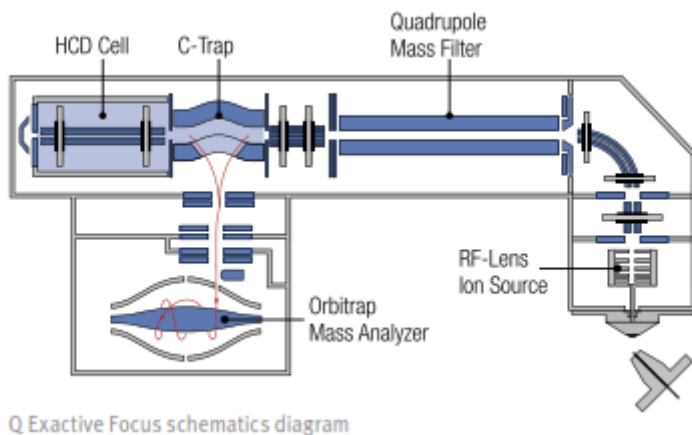 HCD Cell
C-Trap
Quadrupole
Mass Filter
RF-Lens
Ion Source
Orbitrap
Mass Analyzer
Q Exactive Focus schematics diagram